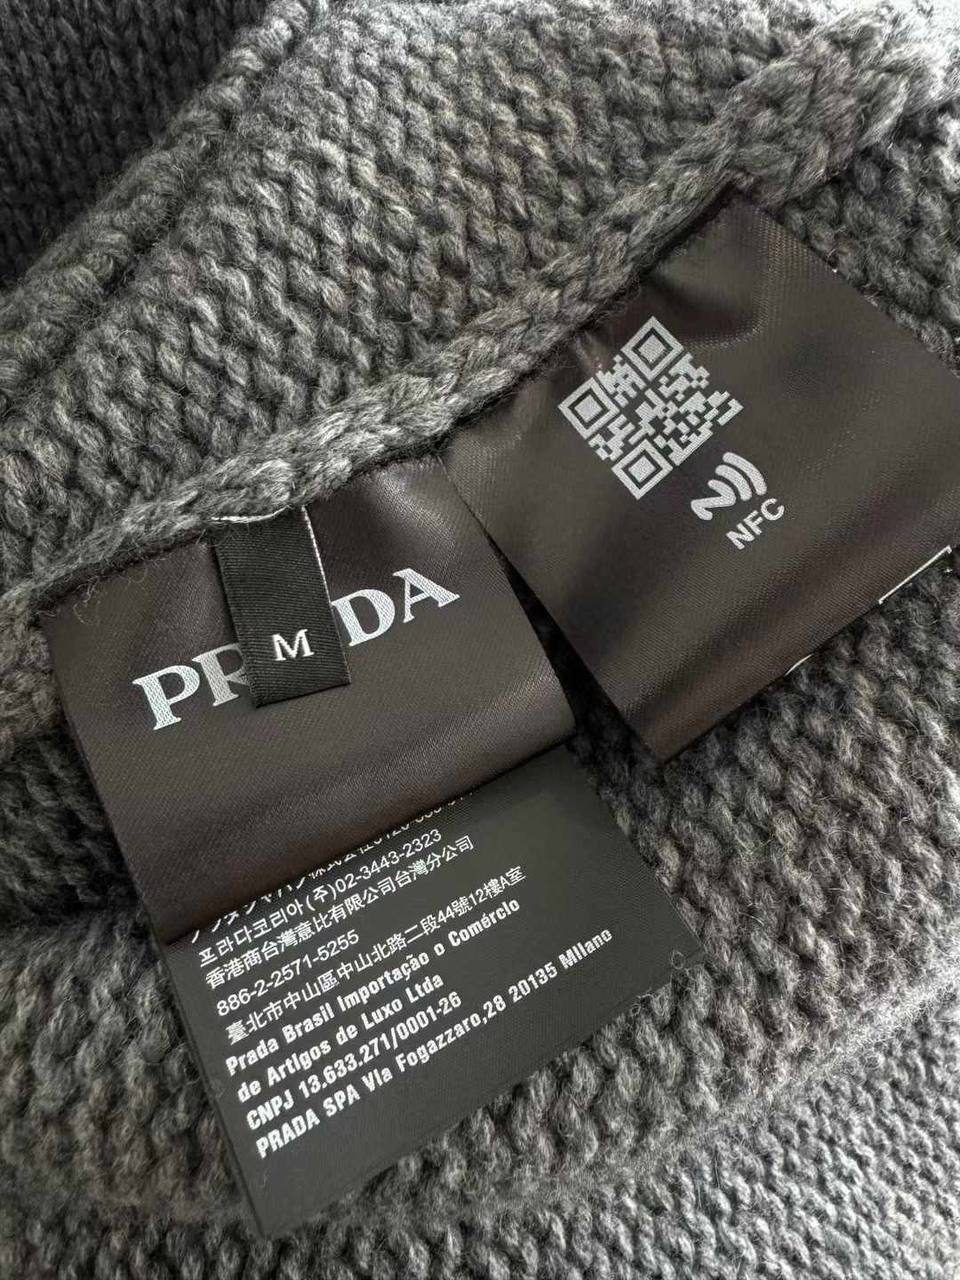 PR DA
M
NFC
프라다코리아(주)02-3443-2323
香港商台灣意比有限公司台灣分公司
886-2-2571-5255
臺北市中山區中山北路二段44號12樓A室
Prada Brasil Importação o Comércio
de Artigos de Luxo Ltda
CNPJ 13.633.271/0001-26
PRADA SPA Via Fogazzaro,28 20135 Milano